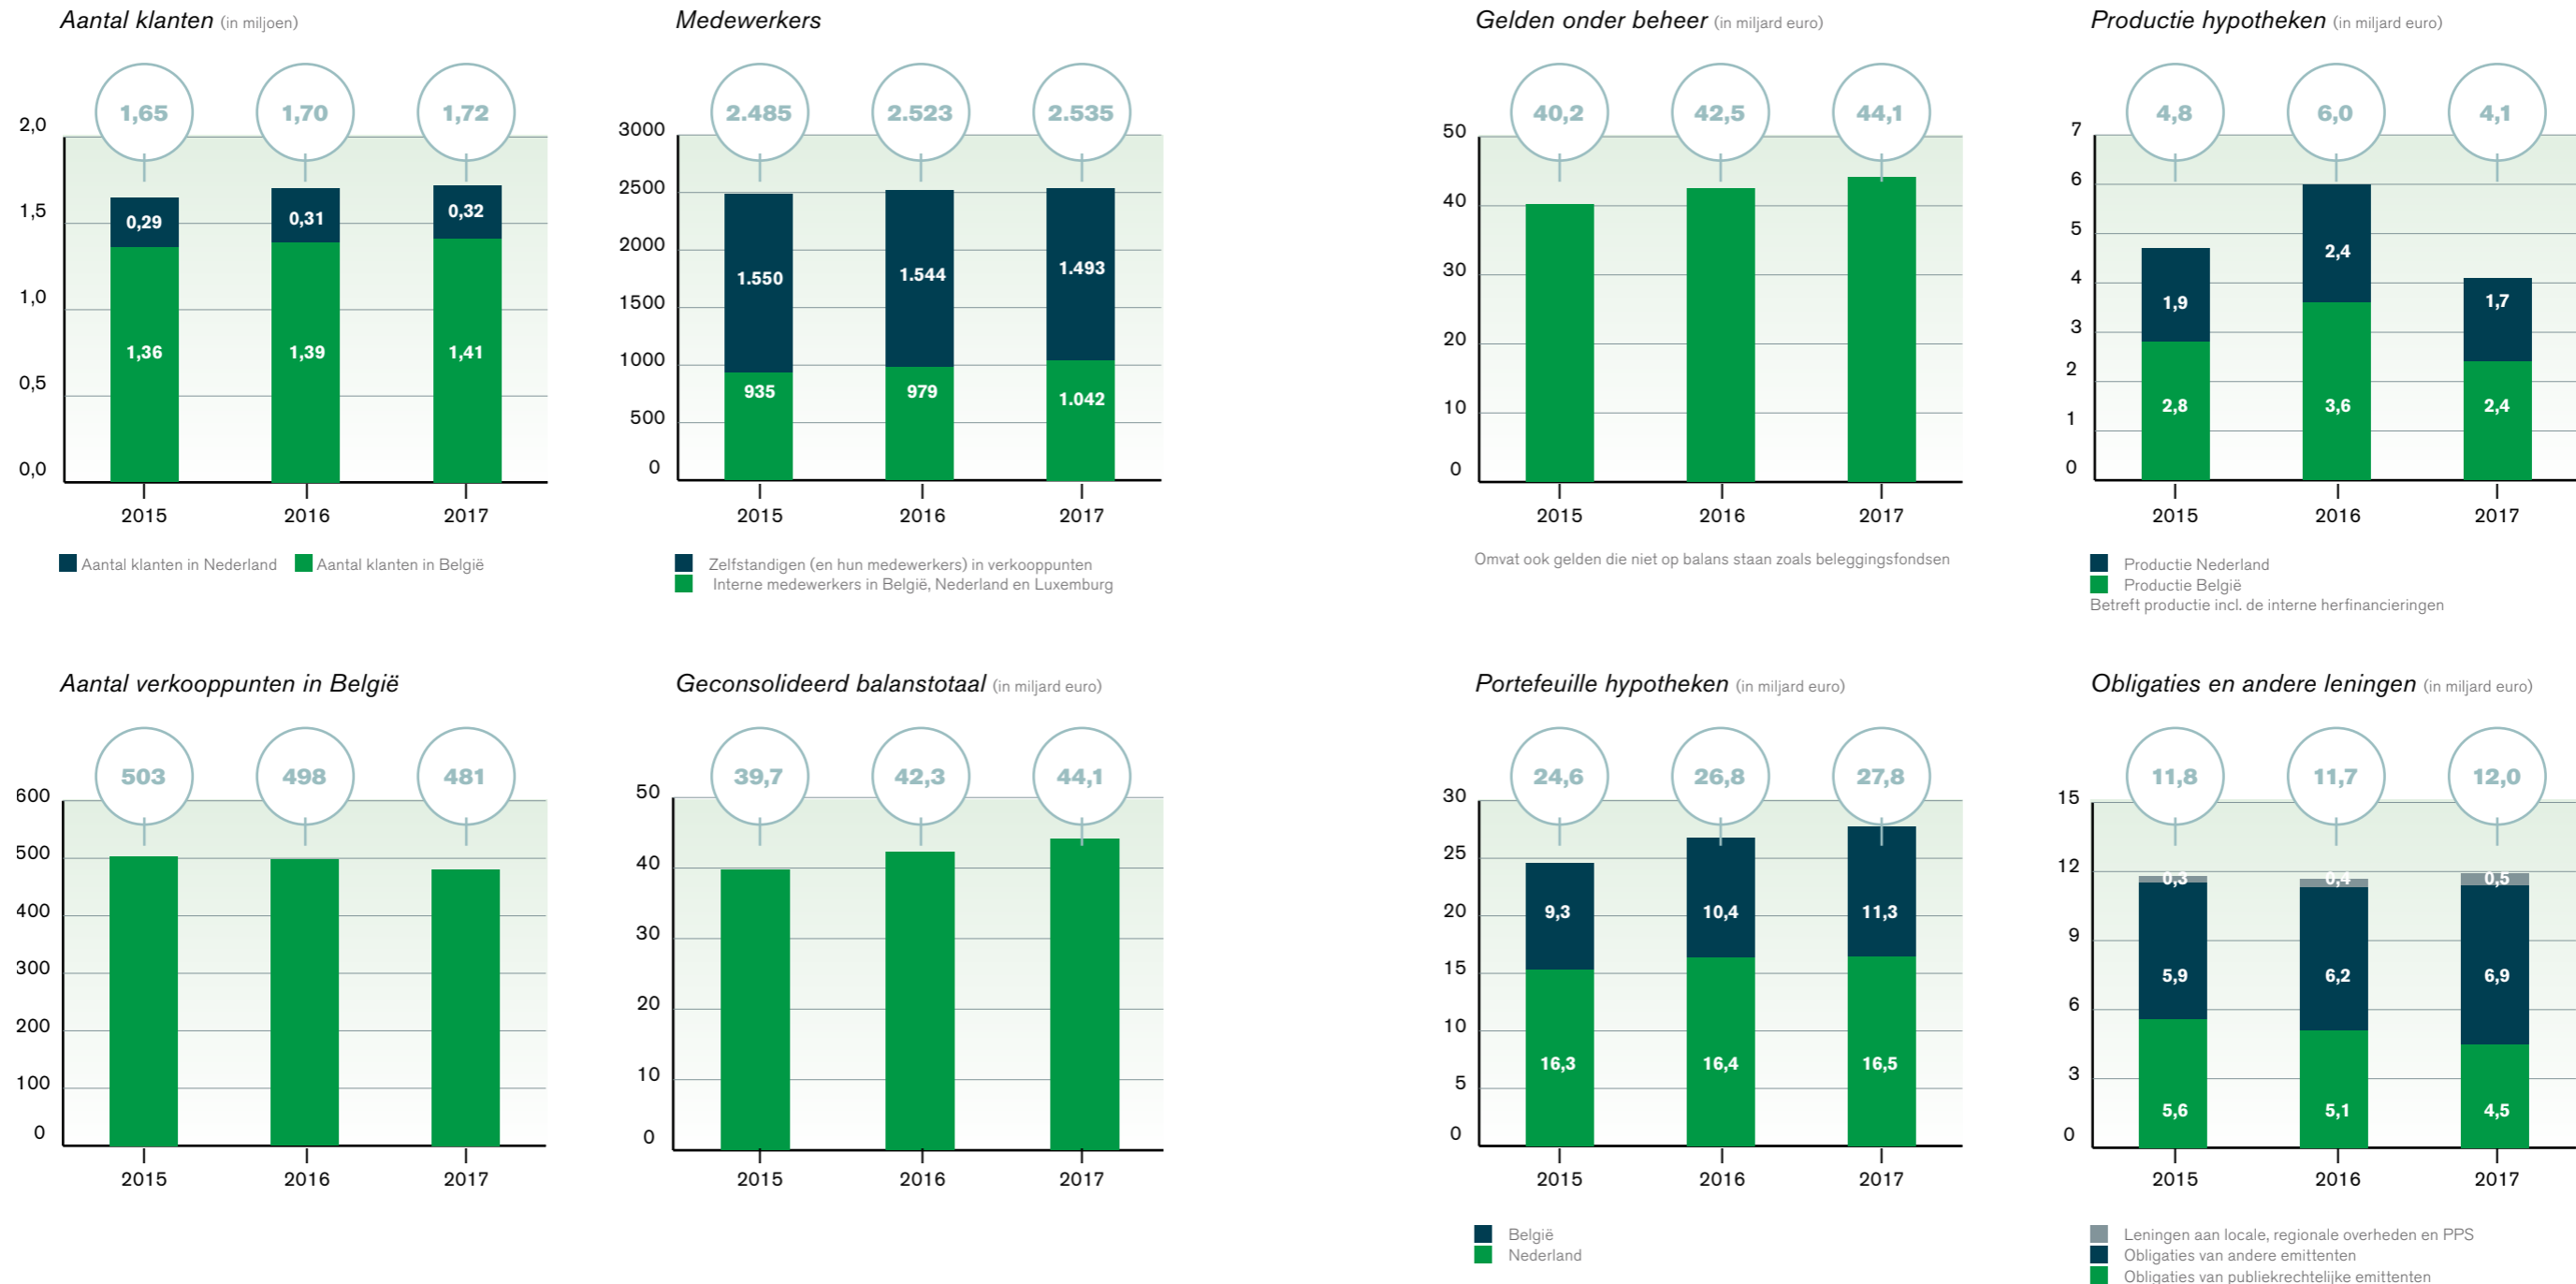 Aantal klanten (in miljoen)
1,65 1,70 1,72
2,0
1,5
1,0
0,5
0,0
0,29 0,31 0,32
1,36 1,39 1,41
2015 2016 2017
Aantal klanten in Nederland Aantal klanten in België
Medewerkers
2.485 2.523 2.535
3000
2500
2000
1500
1000
500
0
1.550 1.544 1.493
935 979 1.042
2015 2016 2017
Zelfstandigen (en hun medewerkers) in verkooppunten
Interne medewerkers in België, Nederland en Luxemburg
Gelden onder beheer (in miljard euro)
40,2 42,5 44,1
50
40
30
20
10
0
2015 2016 2017
Omvat ook gelden die niet op balans staan zoals beleggingsfondsen
Productie hypotheken (in miljard euro)
4,8 6,0 4,1
7
6
5
4
3
2
1
0
1,9 2,4 1,7
2,8 3,6 2,4
2015 2016 2017
Productie Nederland
Productie België
Betreft productie incl. de interne herfinancieringen
Aantal verkooppunten in België
503 498 481
600
500
400
300
200
100
0
2015 2016 2017
Geconsolideerd balanstotaal (in miljard euro)
39,7 42,3 44,1
50
40
30
20
10
0
2015 2016 2017
Portefeuille hypotheken (in miljard euro)
24,6 26,8 27,8
30
25
20
15
10
5
0
9,3 10,4 11,3
16,3 16,4 16,5
2015 2016 2017
België
Nederland
Obligaties en andere leningen (in miljard euro)
11,8 11,7 12,0
15
12
9
6
3
0
0,3 0,4 0,5
5,9 6,2 6,9
5,6 5,1 4,5
2015 2016 2017
Leningen aan locale, regionale overheden en PPS
Obligaties van andere emittenten
Obligaties van publiekrechtelijke emittenten